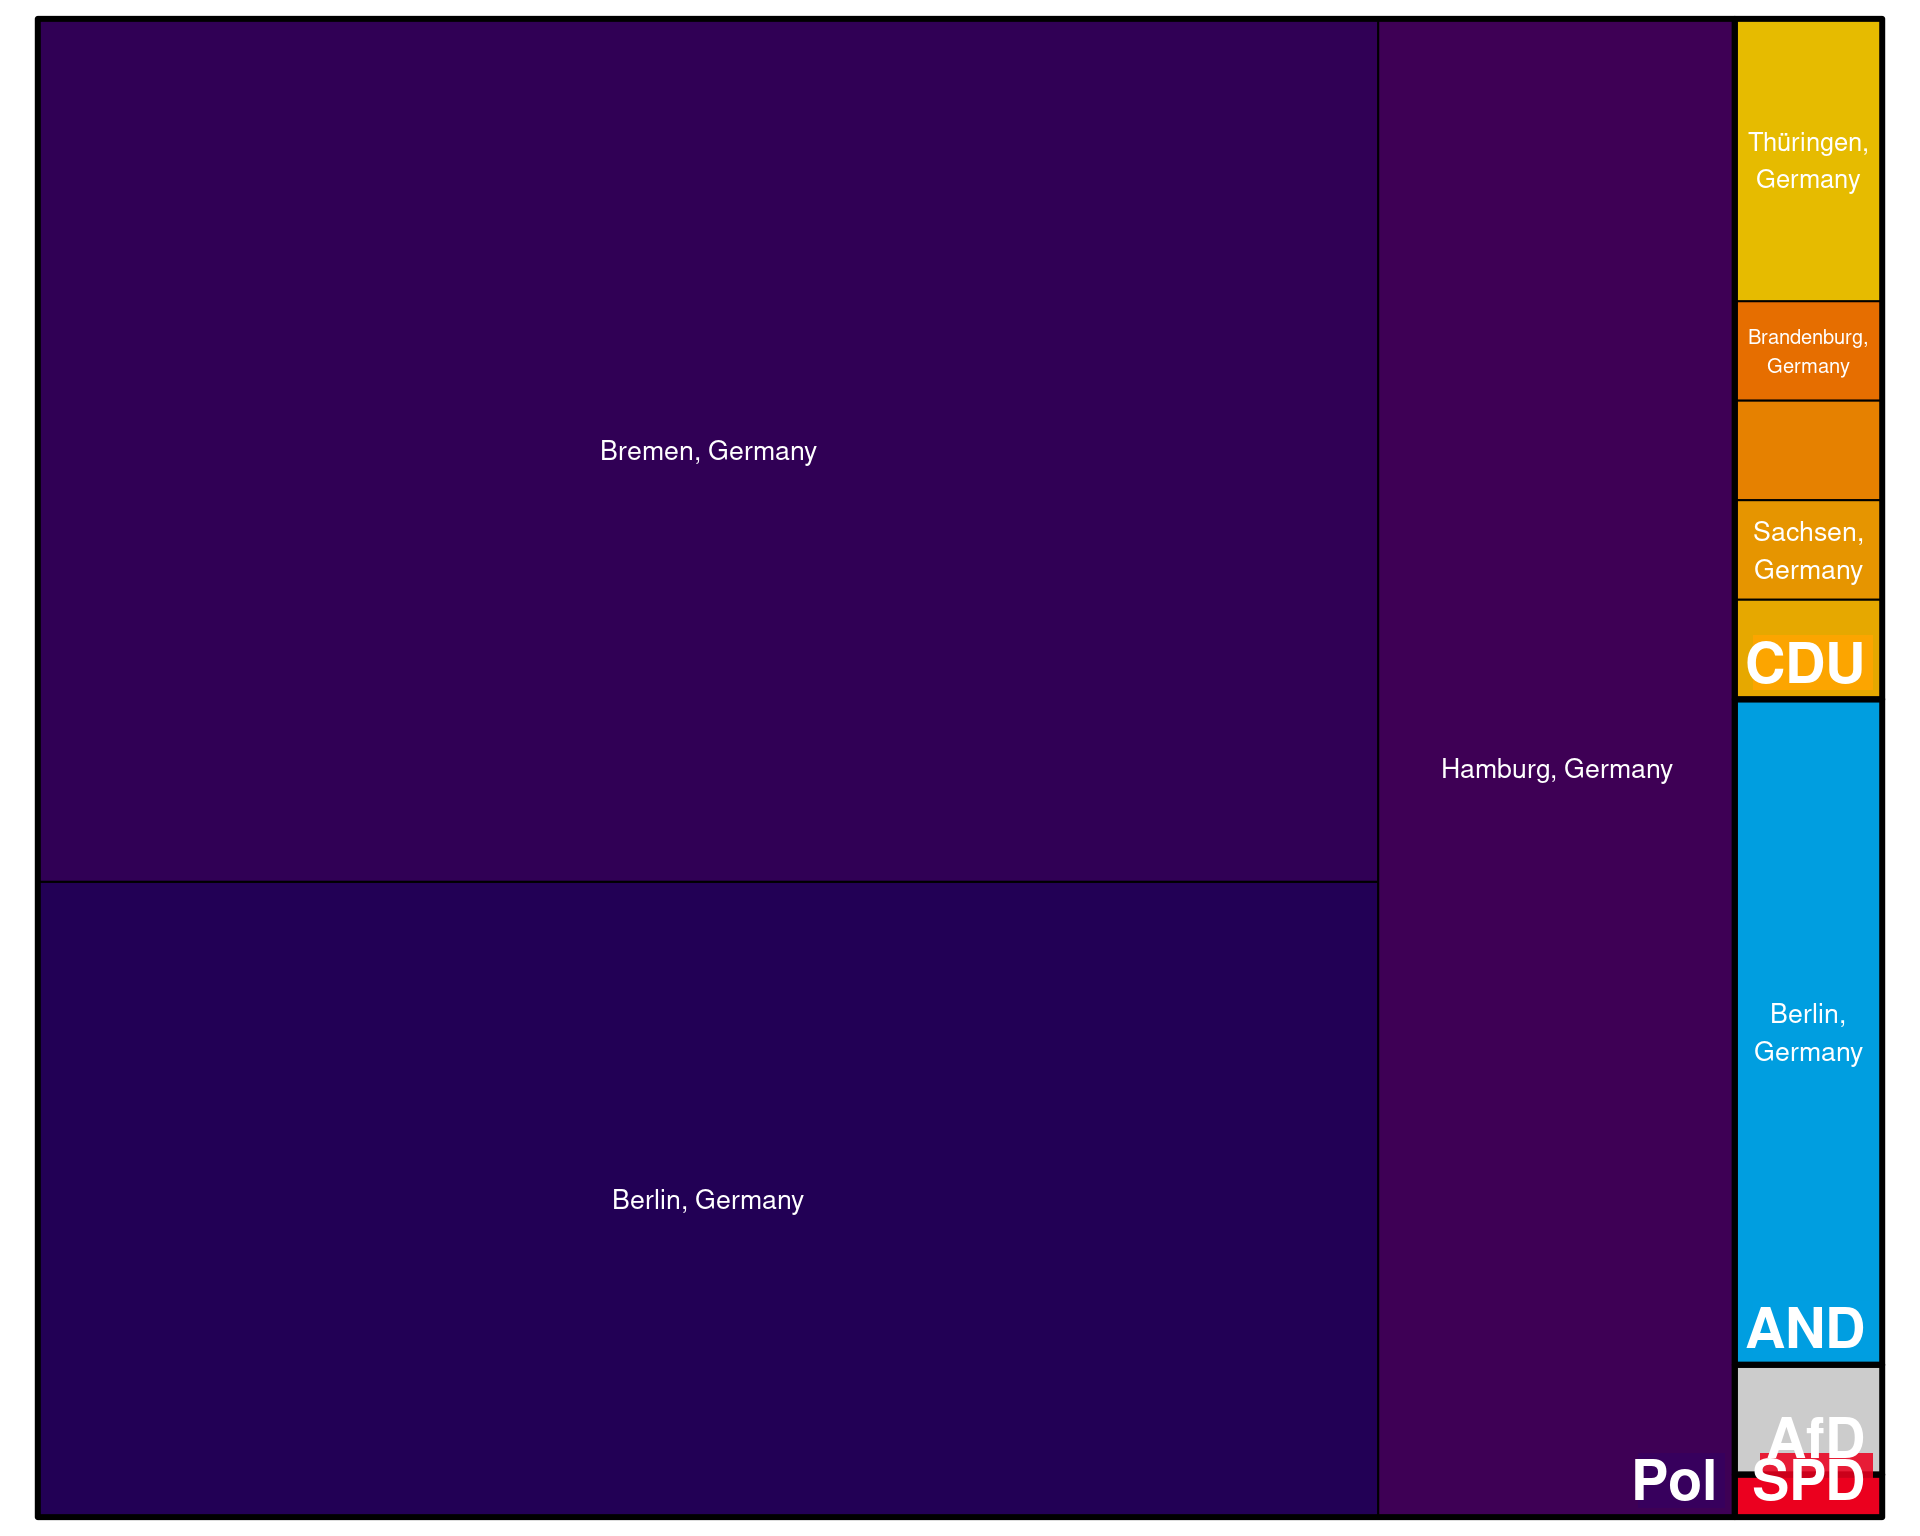 Bremen, Germany
Berlin, Germany
Hamburg, Germany
Pol
Thüringen,
Germany
Brandenburg,
Germany
Sachsen,
Germany
CDU
Berlin,
Germany
AND
AfD
SPD